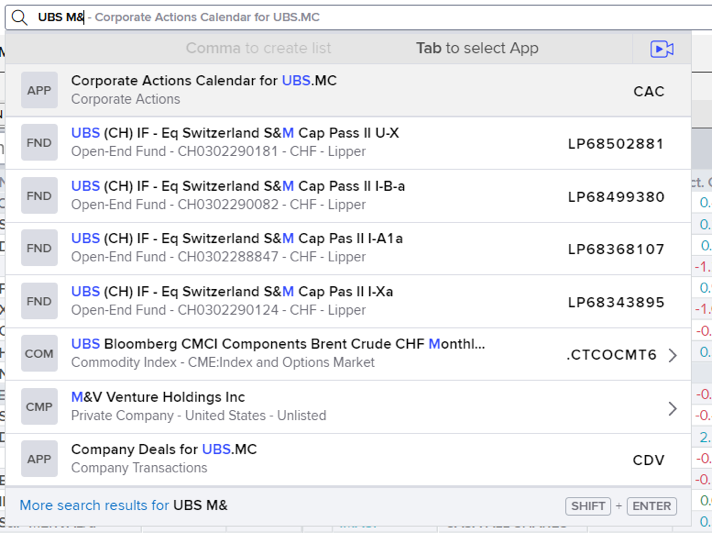 UBS M& - Corporate Actions Calendar for UBS.MC
Comma to create list Tab to select App
APP Corporate Actions Calendar for UBS.MC CAC
Corporate Actions
FND UBS (CH) IF - Eq Switzerland S&M Cap Pass II U-X LP68502881
Open-End Fund - CH0302290181 - CHF - Lipper
FND UBS (CH) IF - Eq Switzerland S&M Cap Pass II I-B-a LP68499380
Open-End Fund - CH0302290082 - CHF - Lipper
FND UBS (CH) IF - Eq Switzerland S&M Cap Pas II I-A1a LP68368107
Open-End Fund - CH0302288847 - CHF - Lipper
FND UBS (CH) IF - Eq Switzerland S&M Cap Pas II I-Xa LP68343895
Open-End Fund - CH0302290124 - CHF - Lipper
COM UBS Bloomberg CMCI Components Brent Crude CHF Monthl... .CTCOCMT6
Commodity Index - CME:Index and Options Market
CMP M&V Venture Holdings Inc
Private Company - United States - Unlisted
APP Company Deals for UBS.MC CDV
Company Transactions
More search results for UBS M& SHIFT + ENTER